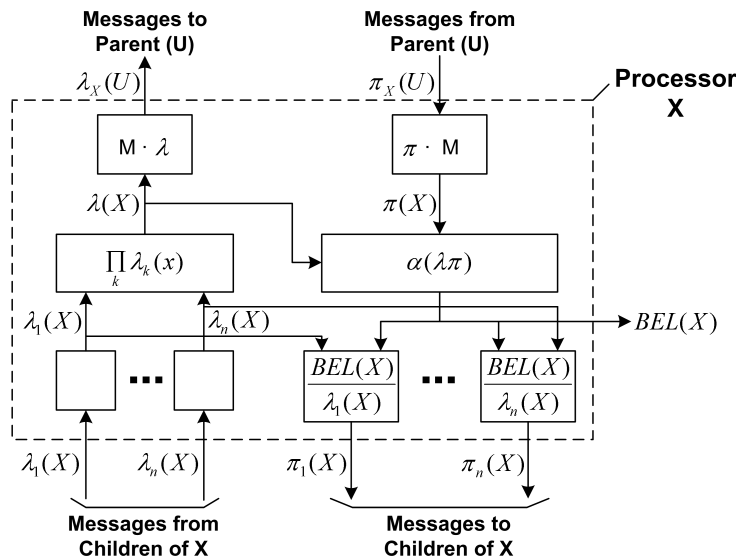 Messages to
Parent (U)
Messages from
Parent (U)
λ_X(U)
π_X(U)
Processor
X
M · λ
π · M
λ(X)
π(X)
∏_k λ_k(x)
α(λπ)
λ_1(X)
λ_n(X)
BEL(X)
BEL(X)
λ_1(X)
BEL(X)
λ_n(X)
λ_1(X)
λ_n(X)
π_1(X)
π_n(X)
Messages from
Children of X
Messages to
Children of X